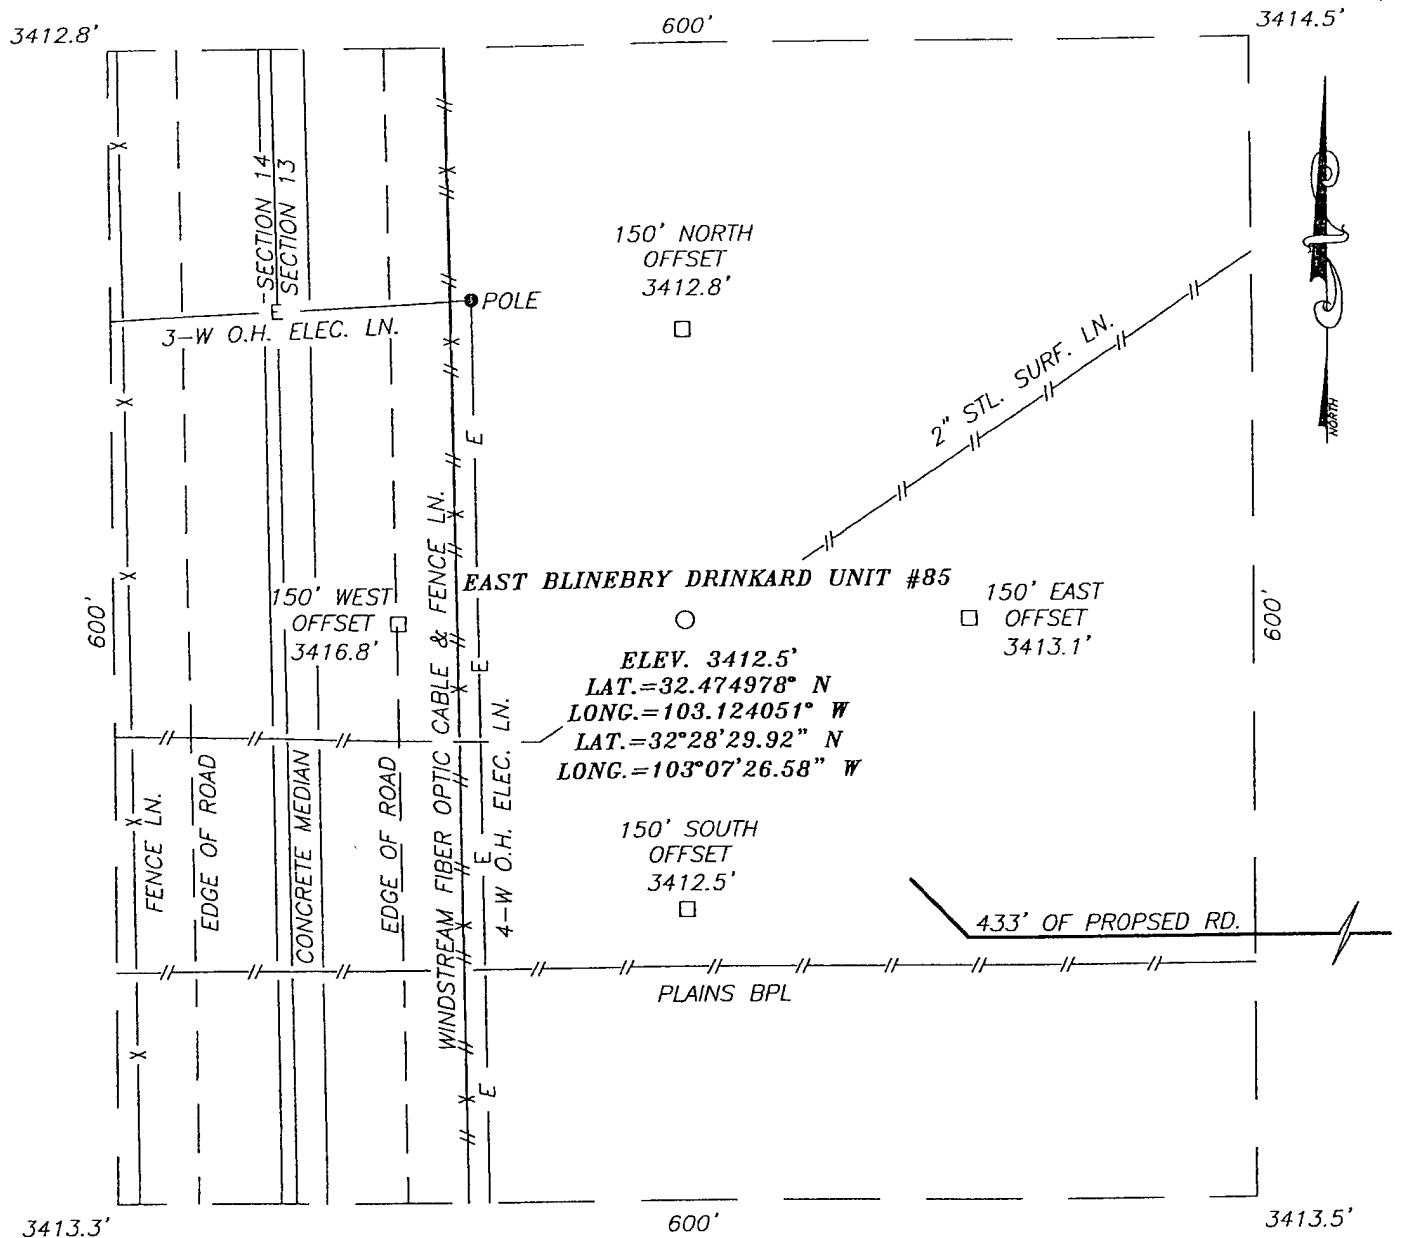 3412.8'
600'
3414.5'
SECTION 14
SECTION 13
150' NORTH
OFFSET
3412.8'
POLE
E
3-W O.H. ELEC. LN.
2" STL. SURF. LN.
NORTH
E
EAST BLINEBRY DRINKARD UNIT #85
150' WEST
OFFSET
3416.8'
150' EAST
OFFSET
3413.1'
600'
600'
ELEV. 3412.5'
LAT.=32.474978° N
LONG.=103.124051° W
LAT.=32°28'29.92" N
LONG.=103°07'26.58" W
E
FENCE LN.
EDGE OF ROAD
CONCRETE MEDIAN
EDGE OF ROAD
WINDSTREAM FIBER OPTIC CABLE & FENCE LN.
4-W O.H. ELEC. LN.
E
150' SOUTH
OFFSET
3412.5'
433' OF PROPSED RD.
PLAINS BPL
E
3413.3'
600'
3413.5'